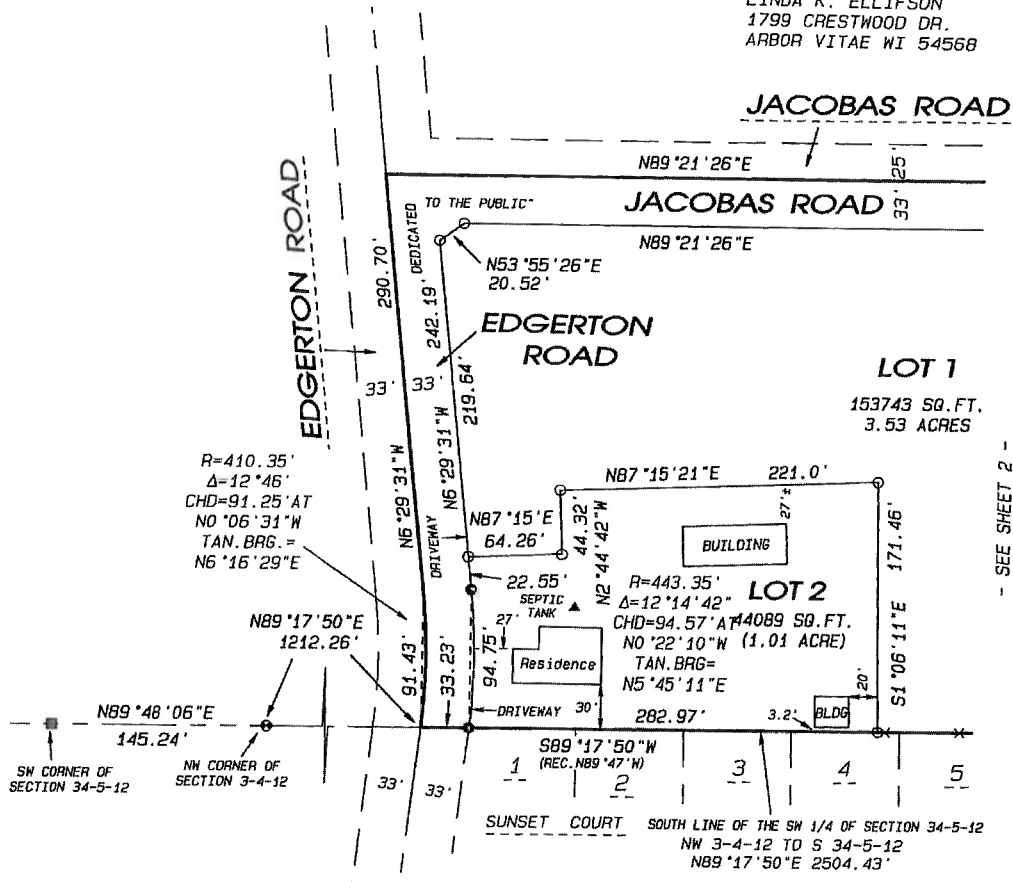 LINDA K. ELLIFSON
1799 CRESTWOOD DR.
ARBOR VITAE WI 54568
JACOBAS ROAD
N89°21'26"E
25'
33'
TO THE PUBLIC"
JACOBAS ROAD
N89°21'26"E
DEDICATED
EDGERTON ROAD
290.70'
N53°55'26"E
20.52'
242.19'
EDGERTON
ROAD
219.64'
33'
33'
LOT 1
153743 SQ.FT.
3.53 ACRES
- SEE SHEET 2 -
R=410.35'
Δ=12°46'
CHD=91.25'AT
N0°06'31"W
TAN.BRG.=
N6°16'29"E
N6°29'31"W
N6°29'31"W
DRIVEWAY
N87°15'E
64.26'
44.32'
N2°44'42"W
N87°15'21"E
221.0'
27'±
BUILDING
171.46'
S1°06'11"E
22.55'
SEPTIC
TANK
27'
R=443.35'
Δ=12°14'42"
CHD=94.57'AT
N0°22'10"W
TAN.BRG=
N5°45'11"E
LOT 2
44089 SQ.FT.
(1.01 ACRE)
N89°17'50"E
1212.26'
91.43'
33.23'
94.75'
Residence
DRIVEWAY
30'
282.97'
3.2'
BLDG
20'
N89°48'06"E
145.24'
SW CORNER OF
SECTION 34-5-12
NW CORNER OF
SECTION 3-4-12
S89°17'50"W
(REC.N89°47'W)
33'
33'
1
2
3
4
5
SUNSET COURT
SOUTH LINE OF THE SW 1/4 OF SECTION 34-5-12
NW 3-4-12 TO S 34-5-12
N89°17'50"E 2504.43'